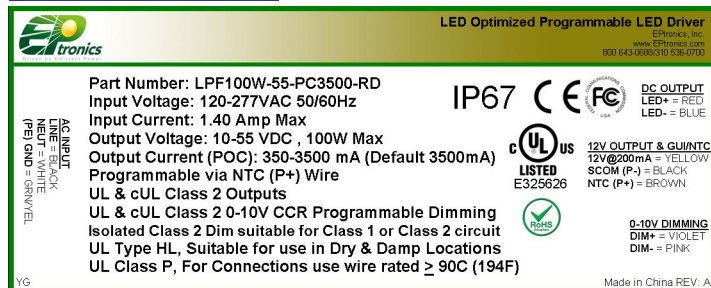 LED Optimized Programmable LED Driver
EPtronics, Inc.
www.EPtronics.com
800 643-0688/310 536-0700
EPtronics
Driven by Efficient Power
Part Number: LPF100W-55-PC3500-RD
Input Voltage: 120-277VAC 50/60Hz
Input Current: 1.40 Amp Max
Output Voltage: 10-55 VDC , 100W Max
Output Current (POC): 350-3500 mA (Default 3500mA)
Programmable via NTC (P+) Wire
UL & cUL Class 2 Outputs
UL & cUL Class 2 0-10V CCR Programmable Dimming
Isolated Class 2 Dim suitable for Class 1 or Class 2 circuit
UL Type HL, Suitable for use in Dry & Damp Locations
UL Class P, For Connections use wire rated > 90C (194F)
AC INPUT
LINE = BLACK
NEUT = WHITE
(PE) GND = GRN/YEL
IP67
CE
FC
C UL US
LISTED
E325626
RoHS
DC OUTPUT
LED+ = RED
LED- = BLUE
12V OUTPUT & GUI/NTC
12V@200mA = YELLOW
SCOM (P-) = BLACK
NTC (P+) = BROWN
0-10V DIMMING
DIM+ = VIOLET
DIM- = PINK
YG
Made in China REV: A